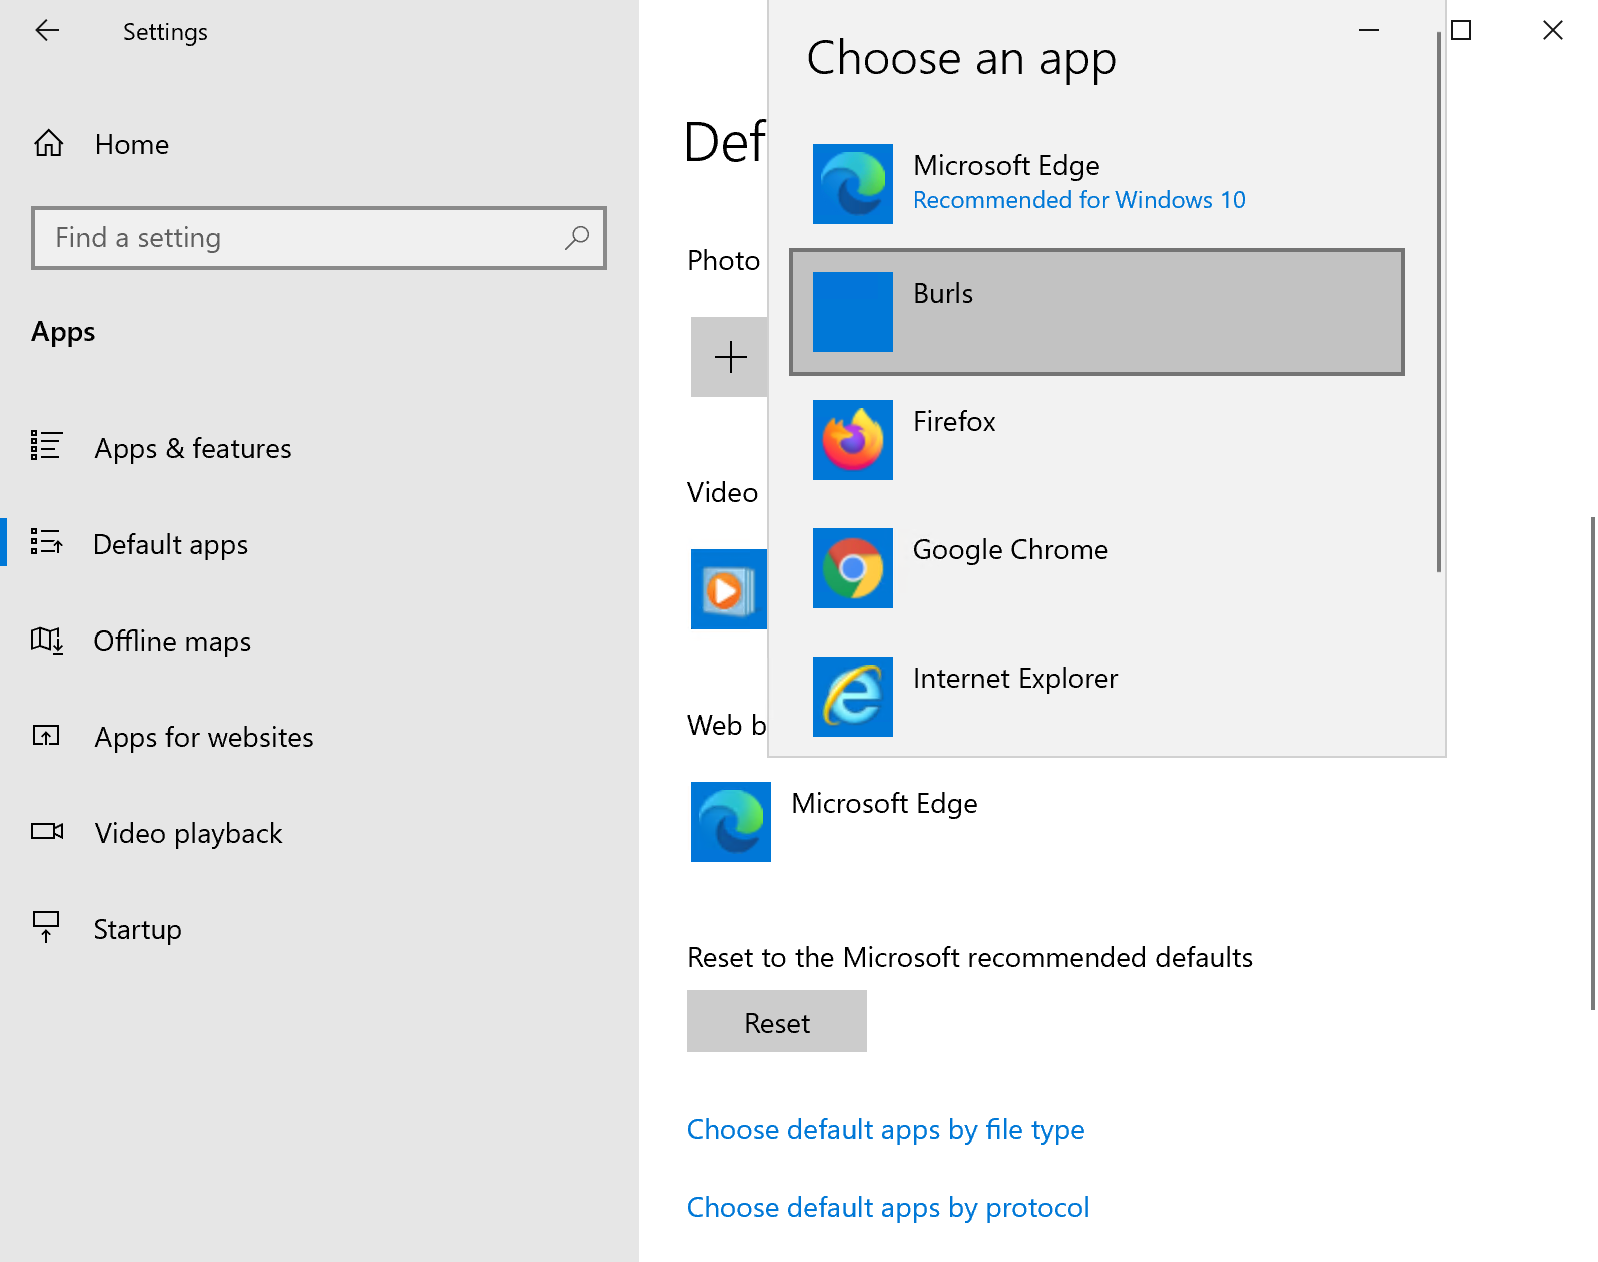 Settings
Home
Find a setting
Apps
Apps & features
Default apps
Offline maps
Apps for websites
Video playback
Startup
Def
Photo
Video
Web b
Microsoft Edge
Reset to the Microsoft recommended defaults
Reset
Choose default apps by file type
Choose default apps by protocol
Choose an app
Microsoft Edge
Recommended for Windows 10
Burls
Firefox
Google Chrome
Internet Explorer